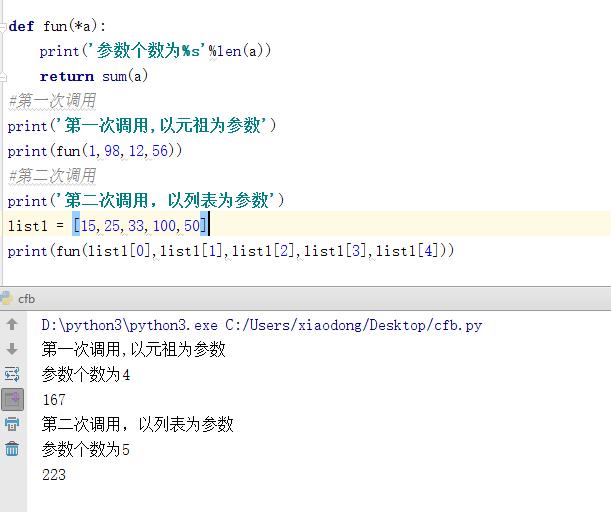 def fun(*a):
    print('参数个数为%s'%len(a))
    return sum(a)
#第一次调用
print('第一次调用,以元祖为参数')
print(fun(1,98,12,56))
#第二次调用
print('第二次调用，以列表为参数')
list1 = [15,25,33,100,50]
print(fun(list1[0],list1[1],list1[2],list1[3],list1[4]))
cfb
D:\python3\python3.exe C:/Users/xiaodong/Desktop/cfb.py
第一次调用,以元祖为参数
参数个数为4
167
第二次调用，以列表为参数
参数个数为5
223